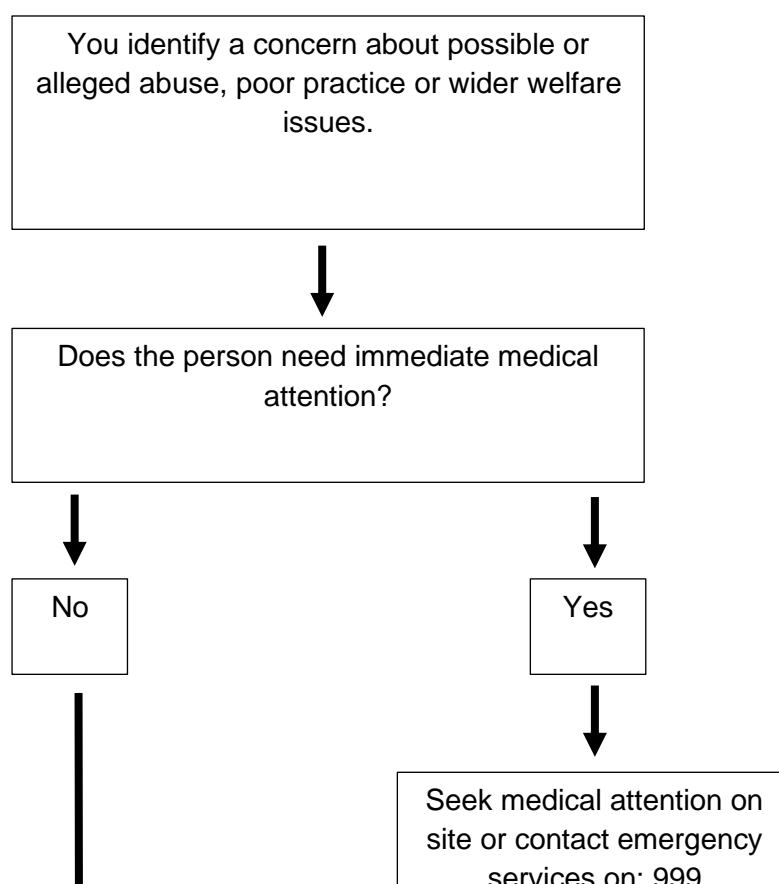 You identify a concern about possible or
alleged abuse, poor practice or wider welfare
issues.
Does the person need immediate medical
attention?
No
Yes
Seek medical attention on
site or contact emergency
services on: 999